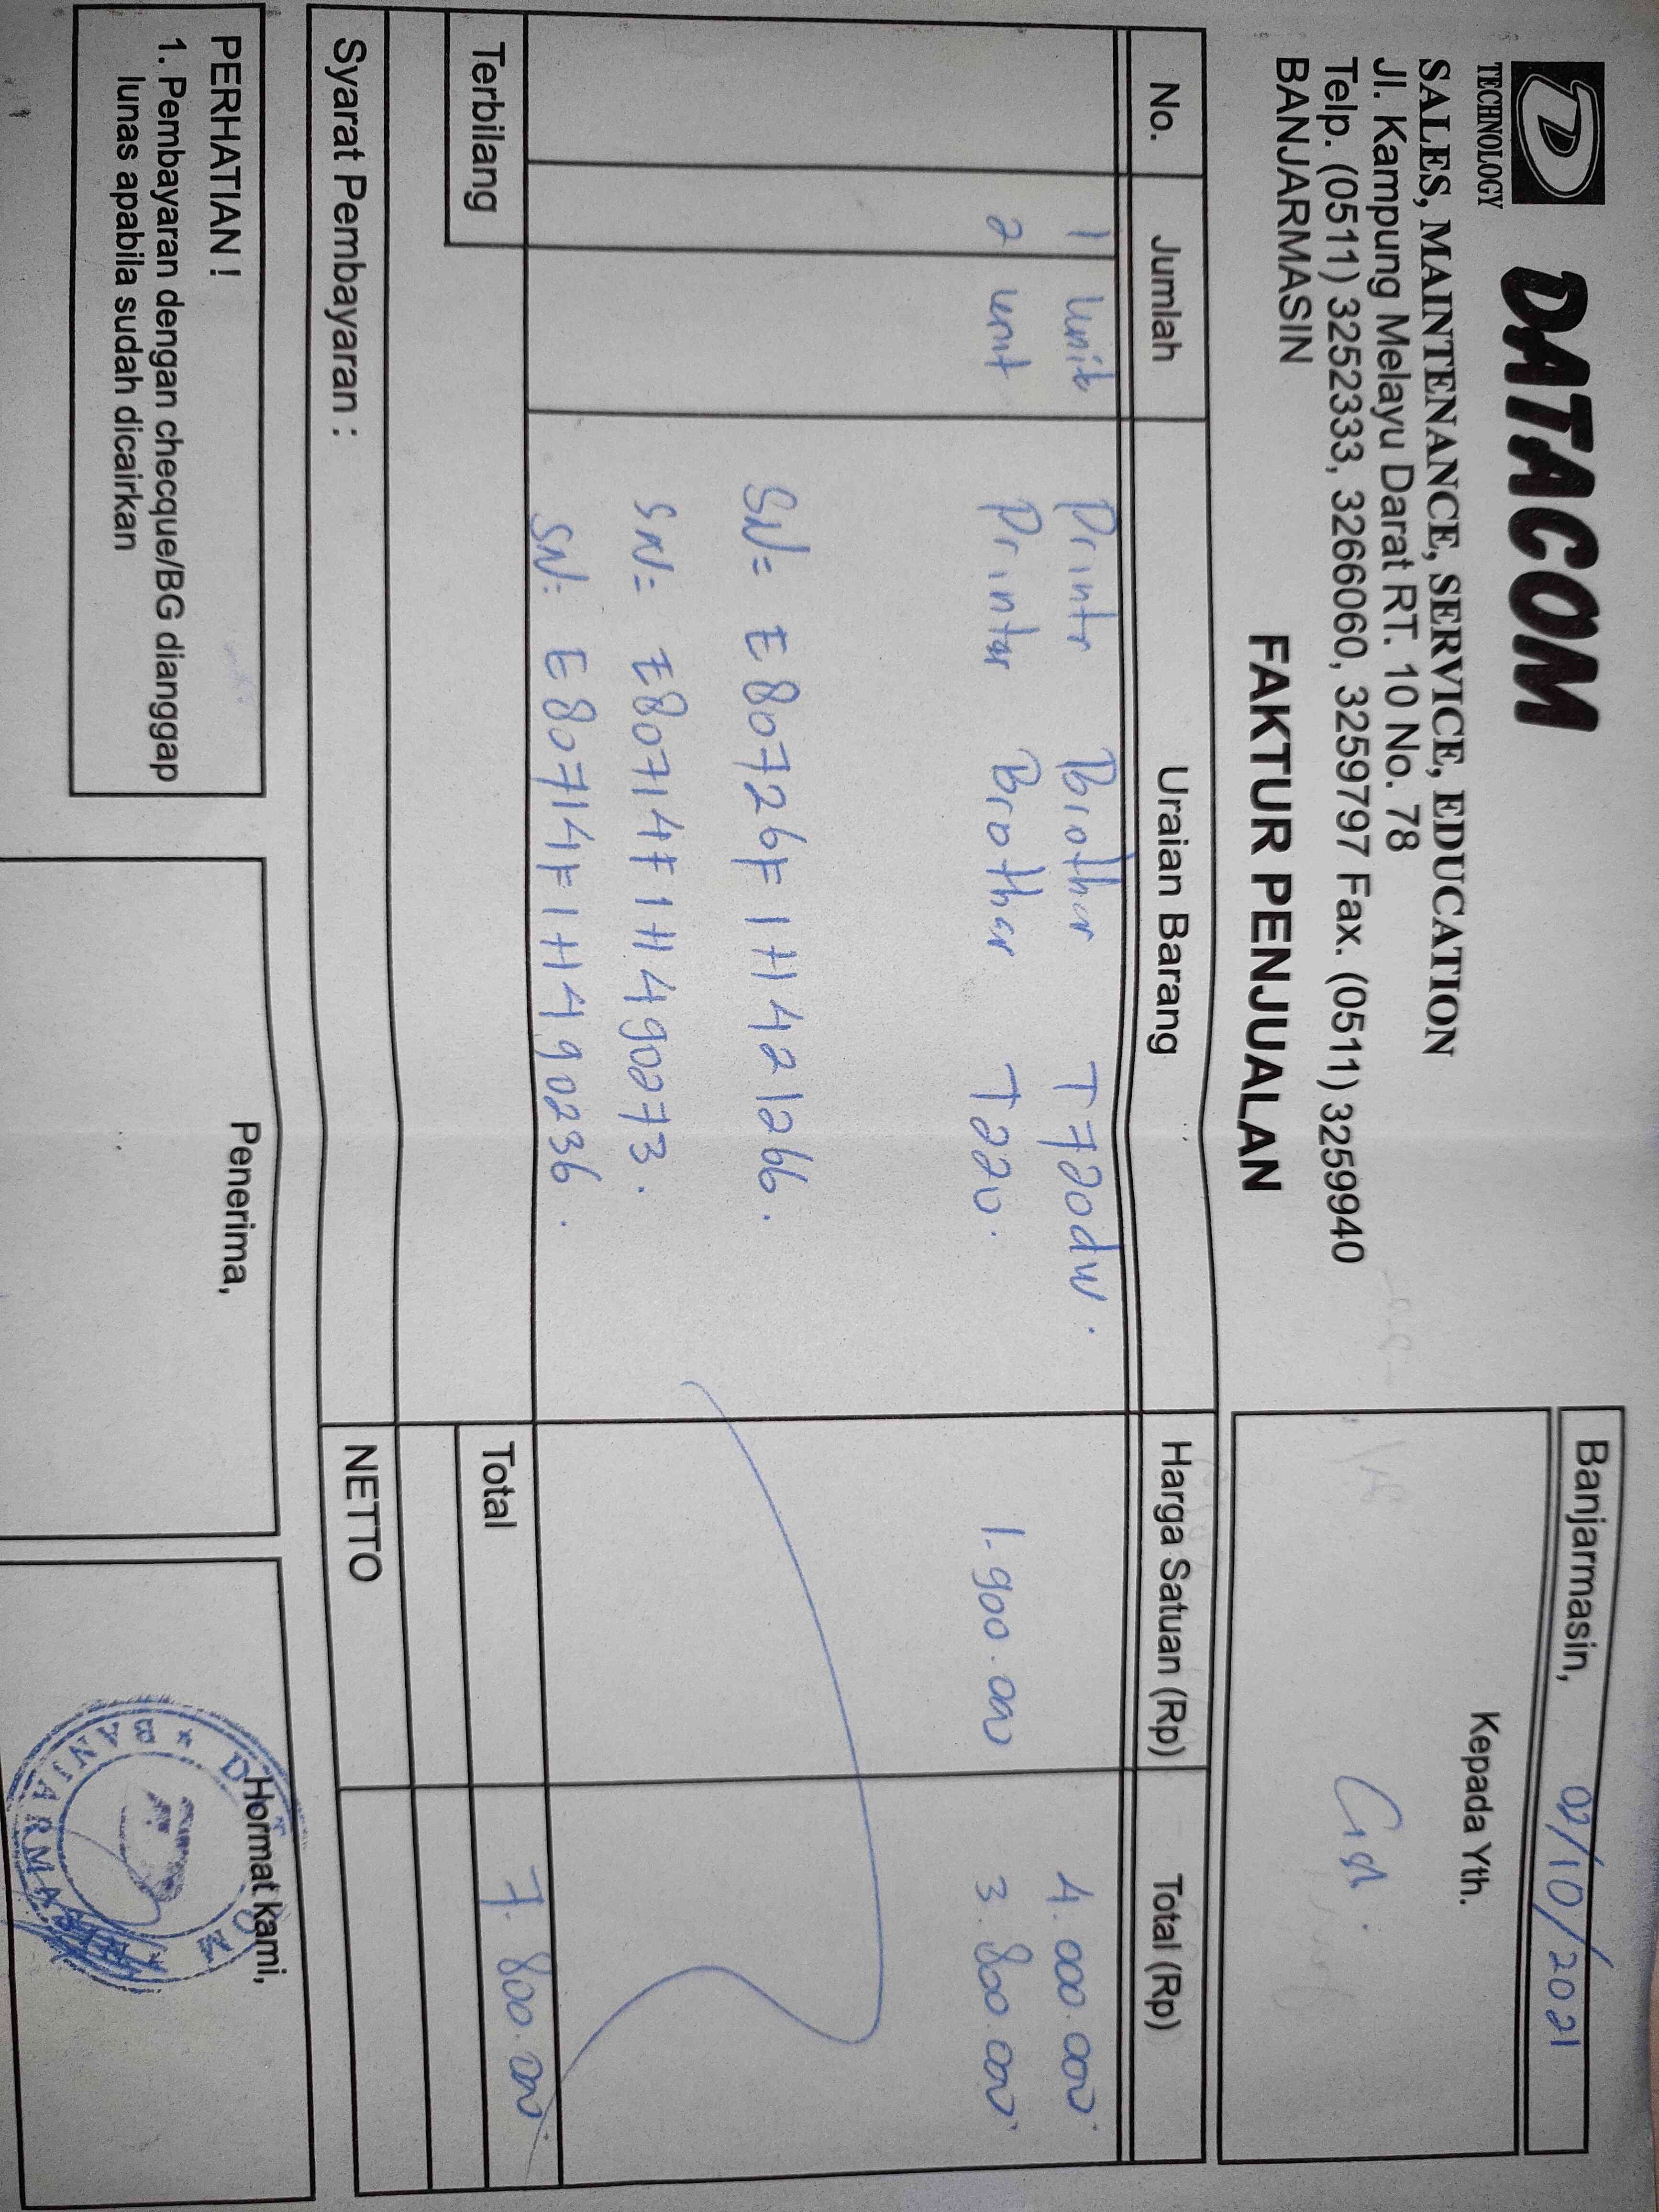 D
TECHNOLOGY
DATACOM
SALES, MAINTENANCE, SERVICE, EDUCATION
Jl. Kampung Melayu Darat RT. 10 No. 78
Telp. (0511) 3252333, 3266060, 3259797 Fax. (0511) 3259940
BANJARMASIN
FAKTUR PENJUALAN
Banjarmasin, 02/10/2021
Kepada Yth.
No. Jumlah Uraian Barang Harga Satuan (Rp) Total (Rp)
1 Unit Printr Brother T720dw. 4.000.000
2 unit Printer Brother T220. 1.900.000 3.800.000
SN= E80726F1H421266.
SN= E80714F1H490273.
SN= E80714F1H490236.
Terbilang Total 7.800.000
Syarat Pembayaran : NETTO
PERHATIAN !
1. Pembayaran dengan checque/BG dianggap
lunas apabila sudah dicairkan
Penerima,
Hormat kami,
BANJARMASIN